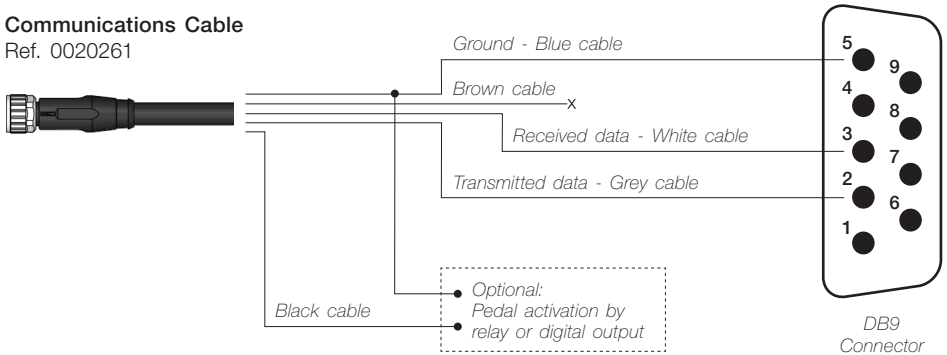 Communications Cable
Ref. 0020261
Ground - Blue cable
Brown cable
X
Received data - White cable
Transmitted data - Grey cable
Black cable
Optional:
Pedal activation by
relay or digital output
5
9
4
8
3
7
2
6
1
DB9
Connector